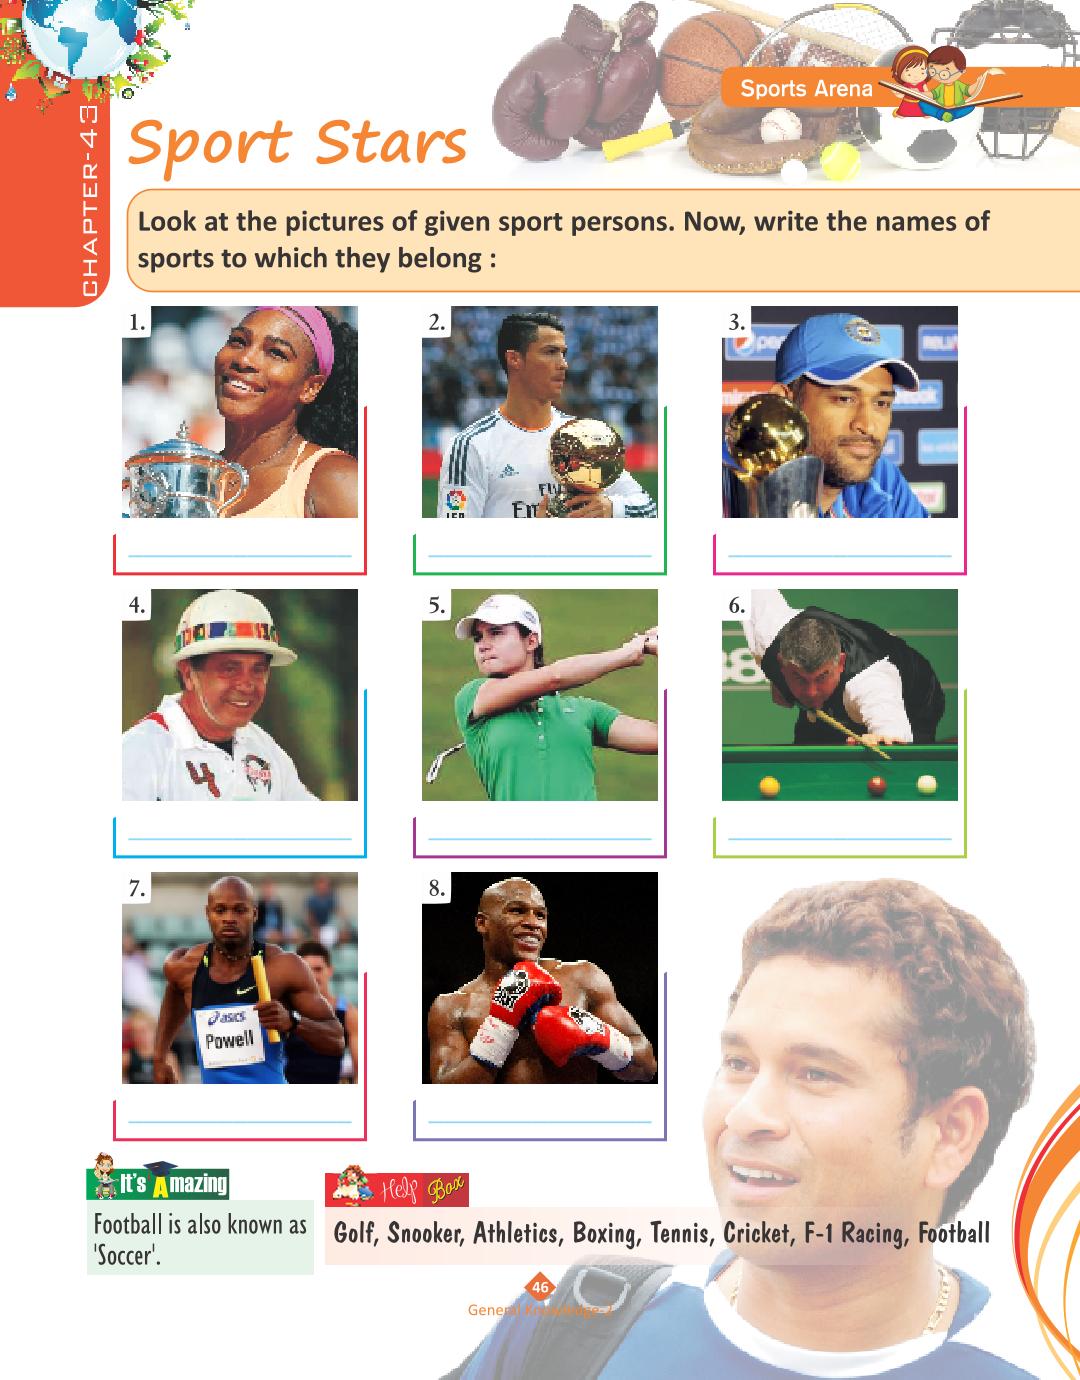 CHAPTER-43
Sports Arena
Sport Stars
Look at the pictures of given sport persons. Now, write the names of
sports to which they belong :
1.
2.
3.
4.
5.
6.
7.
asics
Powell
8.
It's Amazing
Football is also known as
'Soccer'.
Help Box
Golf, Snooker, Athletics, Boxing, Tennis, Cricket, F-1 Racing, Football
46
General Knowledge-2